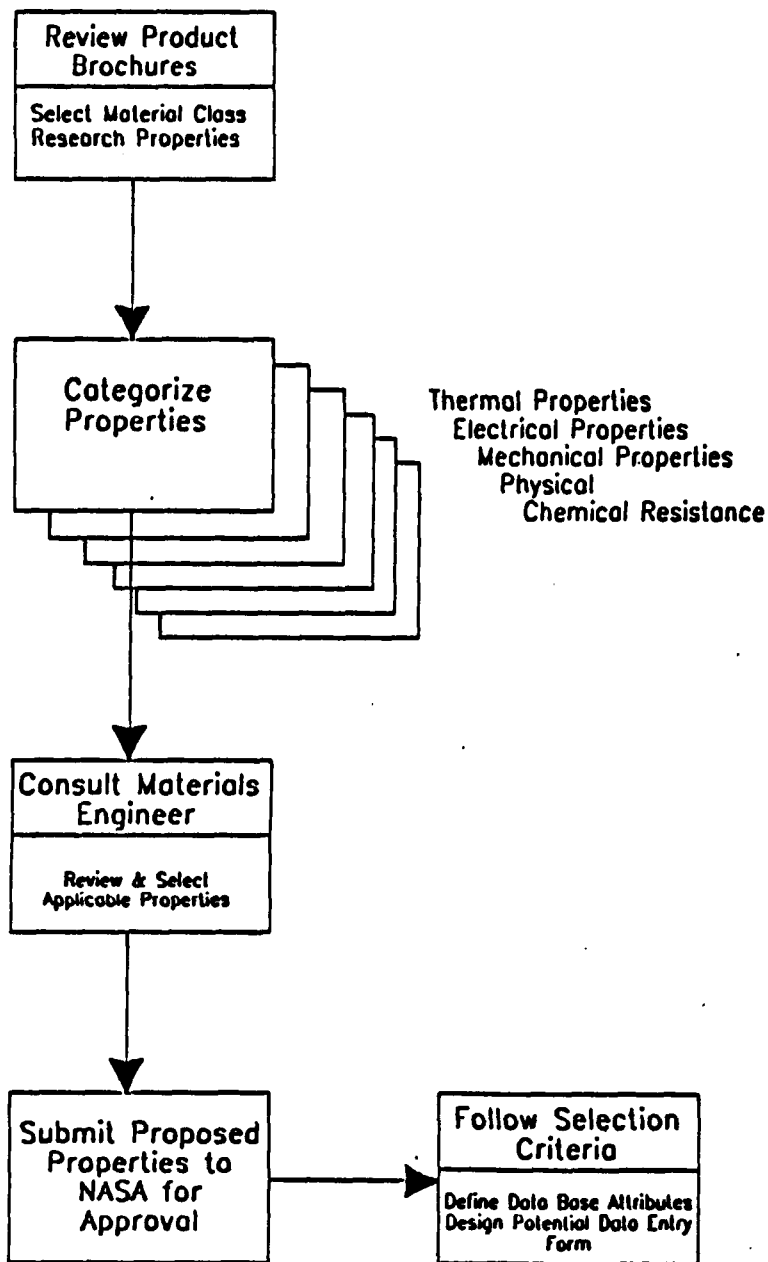 Review Product
Brochures
Select Material Class
Research Properties
Categorize
Properties
Thermal Properties
Electrical Properties
Mechanical Properties
Physical
Chemical Resistance
Consult Materials
Engineer
Review & Select
Applicable Properties
Submit Proposed
Properties to
NASA for
Approval
Follow Selection
Criteria
Define Data Base Attributes
Design Potential Data Entry
Form